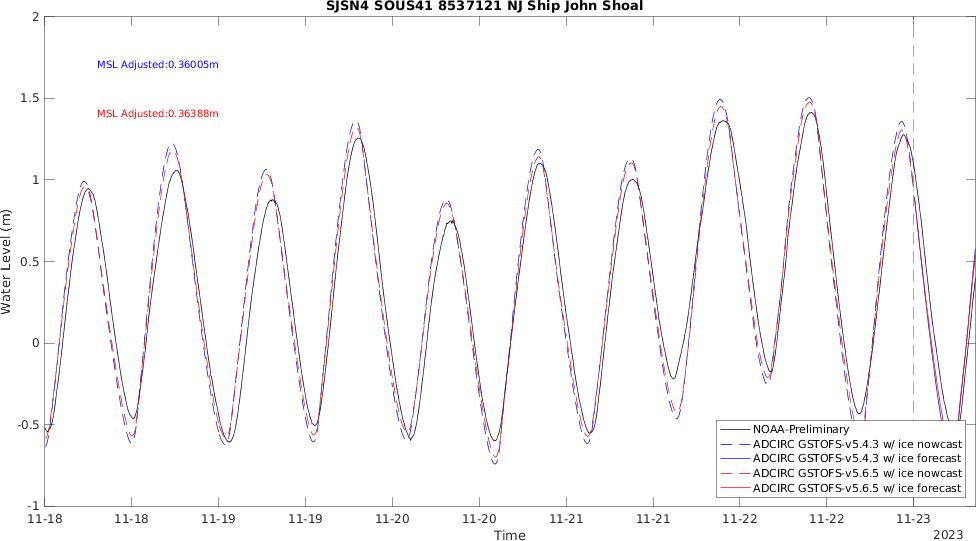 SJSN4 SOUS41 8537121 NJ Ship John Shoal
2
1.5
1
0.5
0
-0.5
-1
Water Level (m)
MSL Adjusted:0.36005m
MSL Adjusted:0.36388m
NOAA-Preliminary
ADCIRC GSTOFS-v5.4.3 w/ ice nowcast
ADCIRC GSTOFS-v5.4.3 w/ ice forecast
ADCIRC GSTOFS-v5.6.5 w/ ice nowcast
ADCIRC GSTOFS-v5.6.5 w/ ice forecast
11-18 11-18 11-19 11-19 11-20 11-20 11-21 11-21 11-22 11-22 11-23
Time
2023